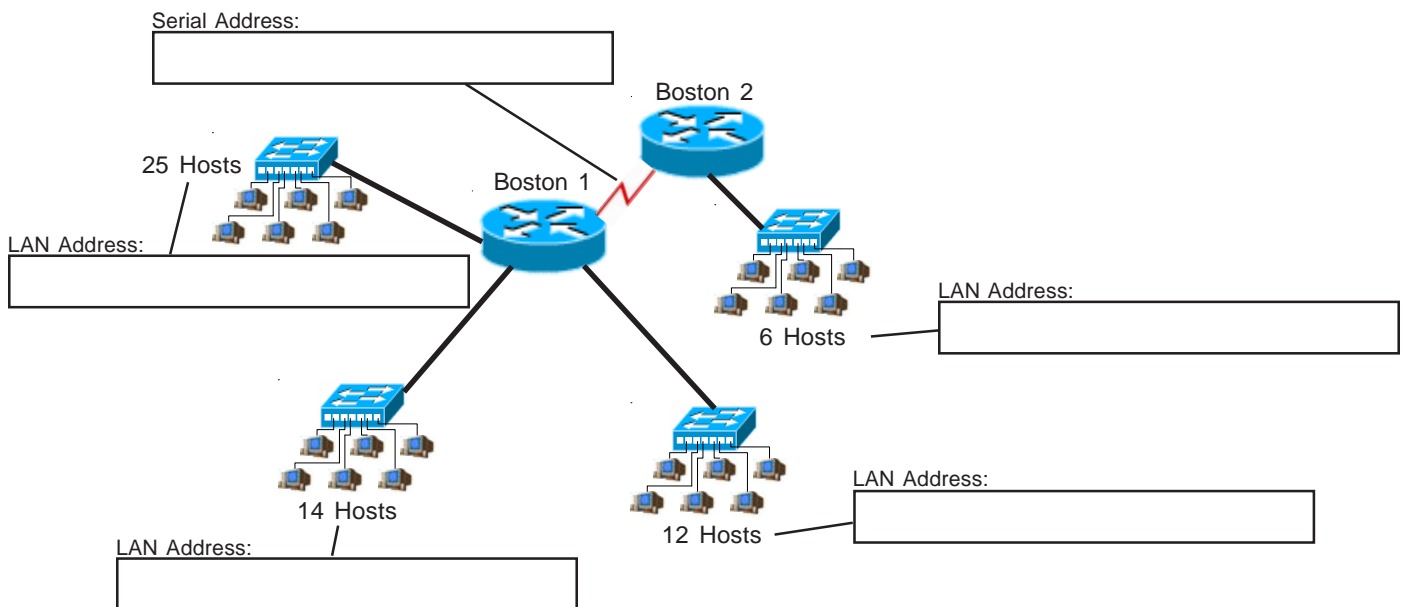 Serial Address:
Boston 2
25 Hosts
Boston 1
LAN Address:
LAN Address:
6 Hosts
LAN Address:
14 Hosts
12 Hosts
LAN Address: